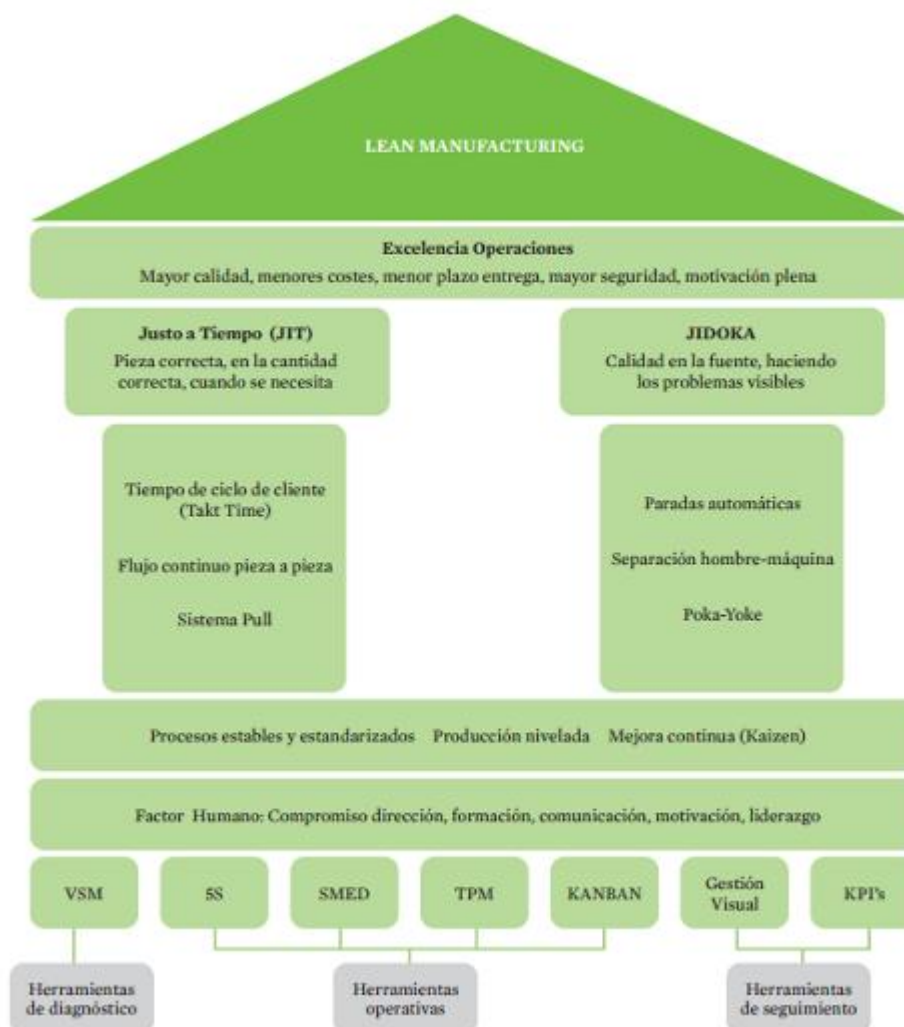 LEAN MANUFACTURING
Excelencia Operaciones
Mayor calidad, menores costes, menor plazo entrega, mayor seguridad, motivación plena
Justo a Tiempo (JIT)
Pieza correcta, en la cantidad
correcta, cuando se necesita
JIDOKA
Calidad en la fuente, haciendo
los problemas visibles
Tiempo de ciclo de cliente
(Takt Time)
Flujo continuo pieza a pieza
Sistema Pull
Paradas automáticas
Separación hombre-máquina
Poka-Yoke
Procesos estables y estandarizados Producción nivelada Mejora continua (Kaizen)
Factor Humano: Compromiso dirección, formación, comunicación, motivación, liderazgo
VSM
5S
SMED
TPM
KANBAN
Gestión
Visual
KPI's
Herramientas
de diagnóstico
Herramientas
operativas
Herramientas
de seguimiento